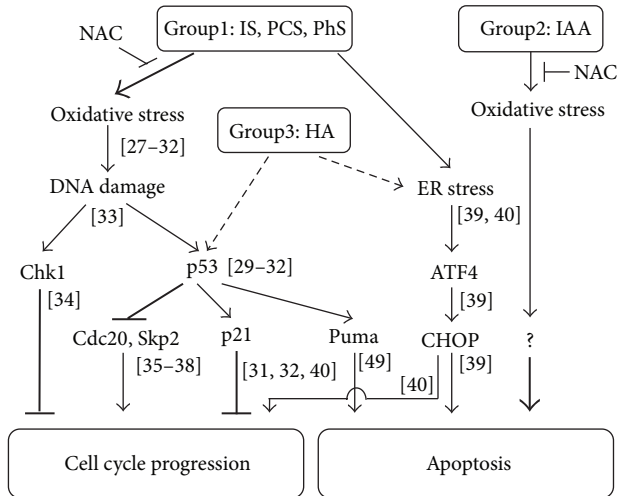 NAC
Group1: IS, PCS, PhS
Group2: IAA
NAC
Oxidative stress
Oxidative stress
Group3: HA
[27–32]
DNA damage
ER stress
[33]
[39, 40]
Chk1
p53
[29–32]
ATF4
[34]
[39]
Cdc20, Skp2
p21
Puma
CHOP
?
[35–38]
[31, 32, 40]
[49]
[40]
[39]
Cell cycle progression
Apoptosis